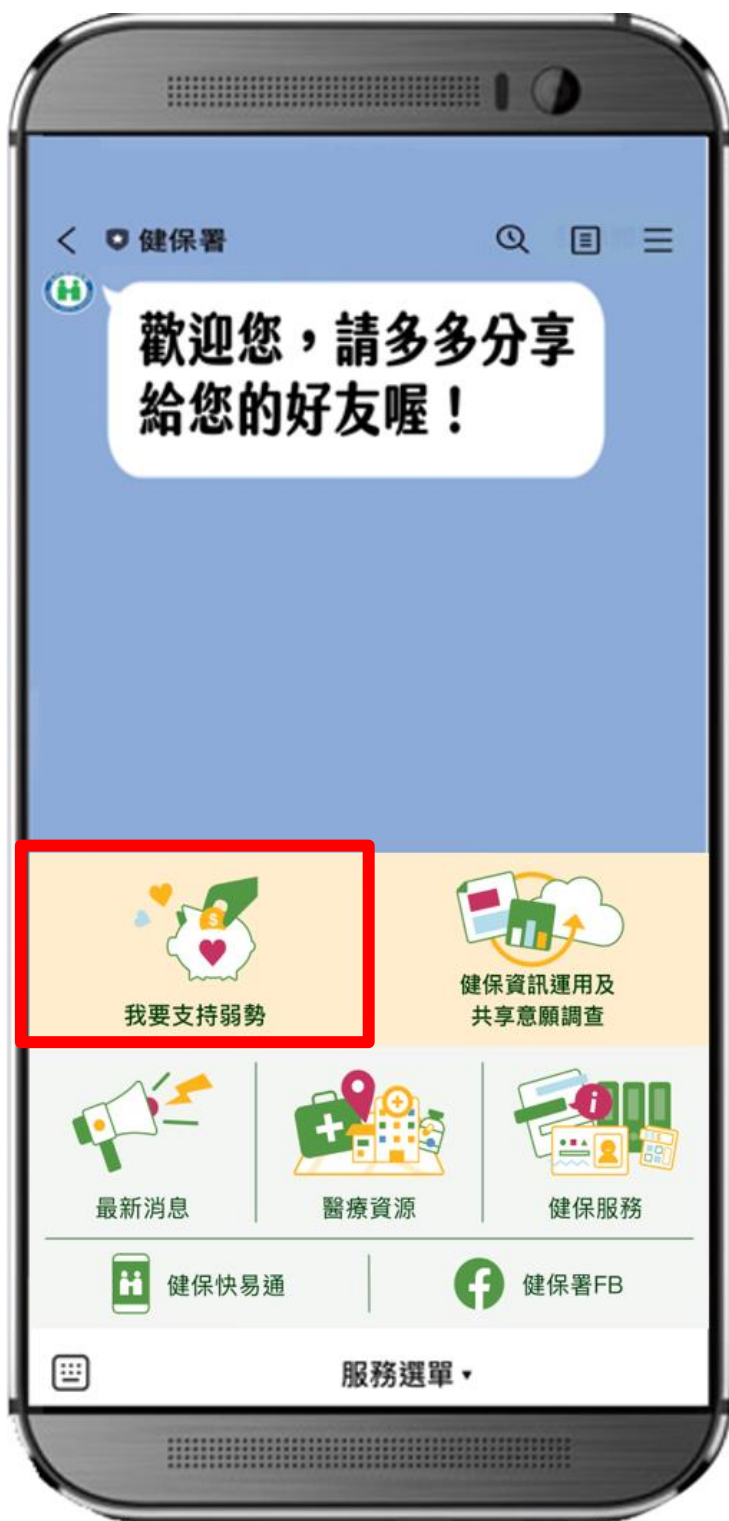 健保署
歡迎您，請多多分享
給您的好友喔！
$
我要支持弱勢
健保資訊運用及
共享意願調查
i
最新消息
醫療資源
健保服務
健保快易通
f
健保署FB
服務選單▼